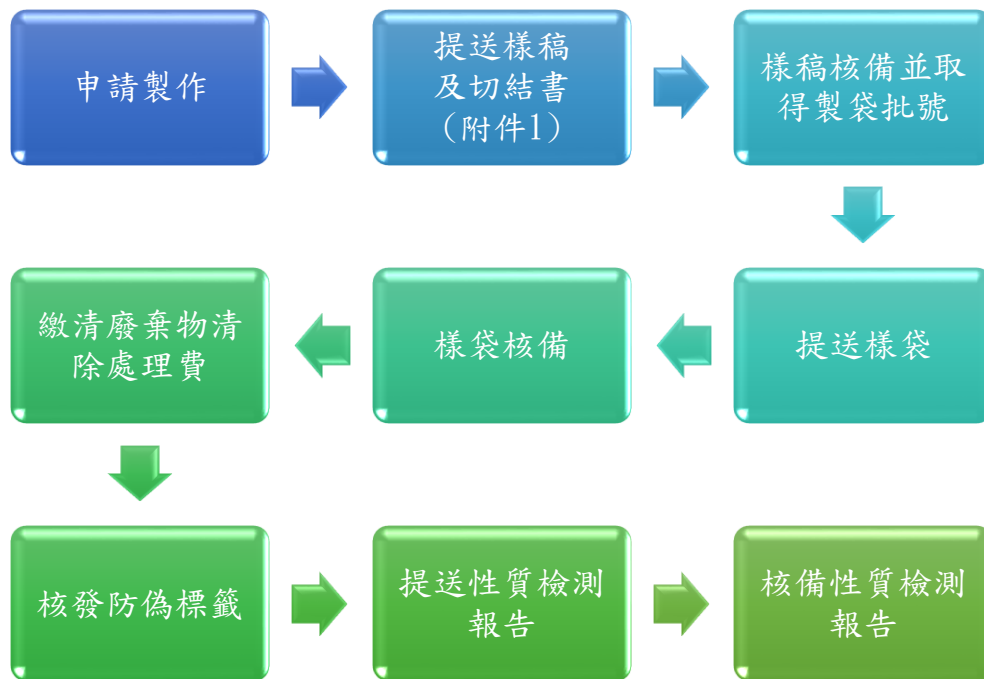 申請製作
提送樣稿
及切結書
(附件1)
樣稿核備並取
得製袋批號
提送樣袋
樣袋核備
繳清廢棄物清
除處理費
核發防偽標籤
提送性質檢測
報告
核備性質檢測
報告